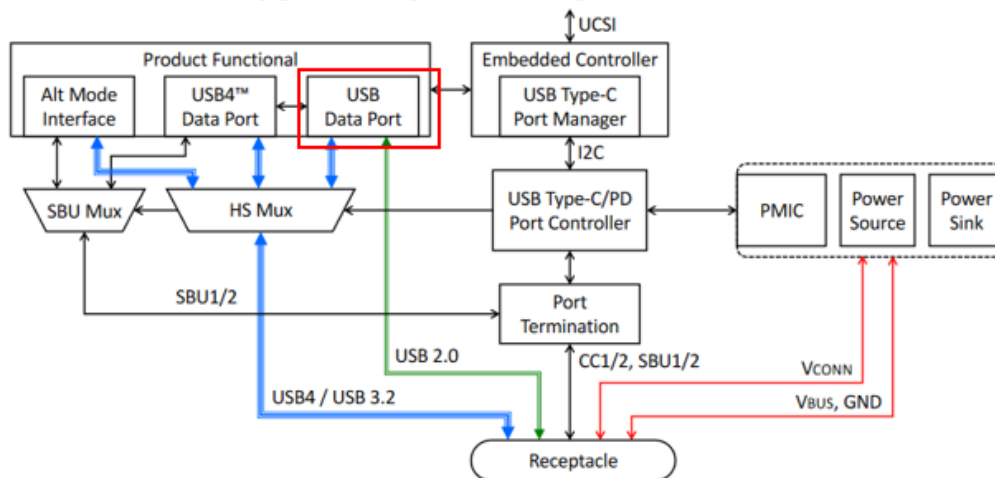 UCSI
Product Functional
Embedded Controller
Alt Mode
Interface
USB4™
Data Port
USB
Data Port
USB Type-C
Port Manager
I2C
SBU Mux
HS Mux
USB Type-C/PD
Port Controller
PMIC
Power
Source
Power
Sink
SBU1/2
Port
Termination
USB 2.0
CC1/2, SBU1/2
VCONN
USB4 / USB 3.2
VBUS, GND
Receptacle